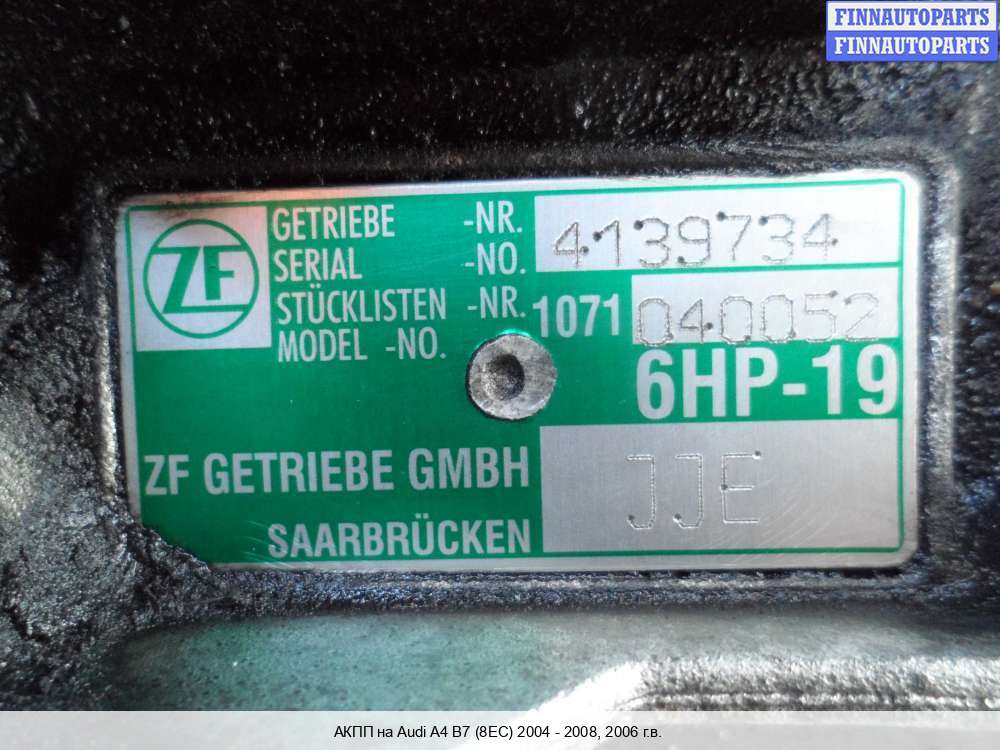 FINNAUTOPARTS
FINNAUTOPARTS
ZF
GETRIEBE -NR. 4139734
SERIAL -NO.
STÜCKLISTEN -NR. 1071 040052
MODEL -NO.
6HP-19
ZF GETRIEBE GMBH JJE
SAARBRÜCKEN
АКПП на Audi A4 B7 (8EC) 2004 - 2008, 2006 г.в.